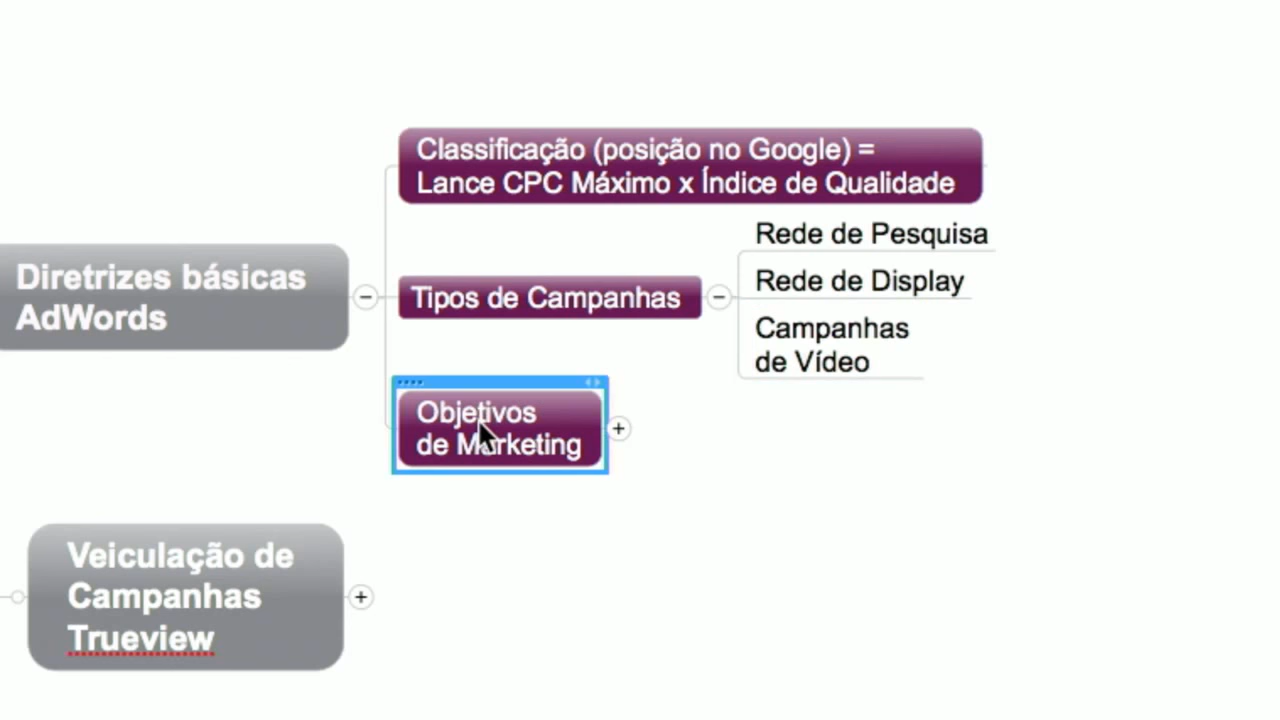 Classificação (posição no Google) =
Lance CPC Máximo x Índice de Qualidade
Diretrizes básicas
AdWords
Tipos de Campanhas
Rede de Pesquisa
Rede de Display
Campanhas
de Vídeo
Objetivos
de Marketing
Veiculação de
Campanhas
Trueview